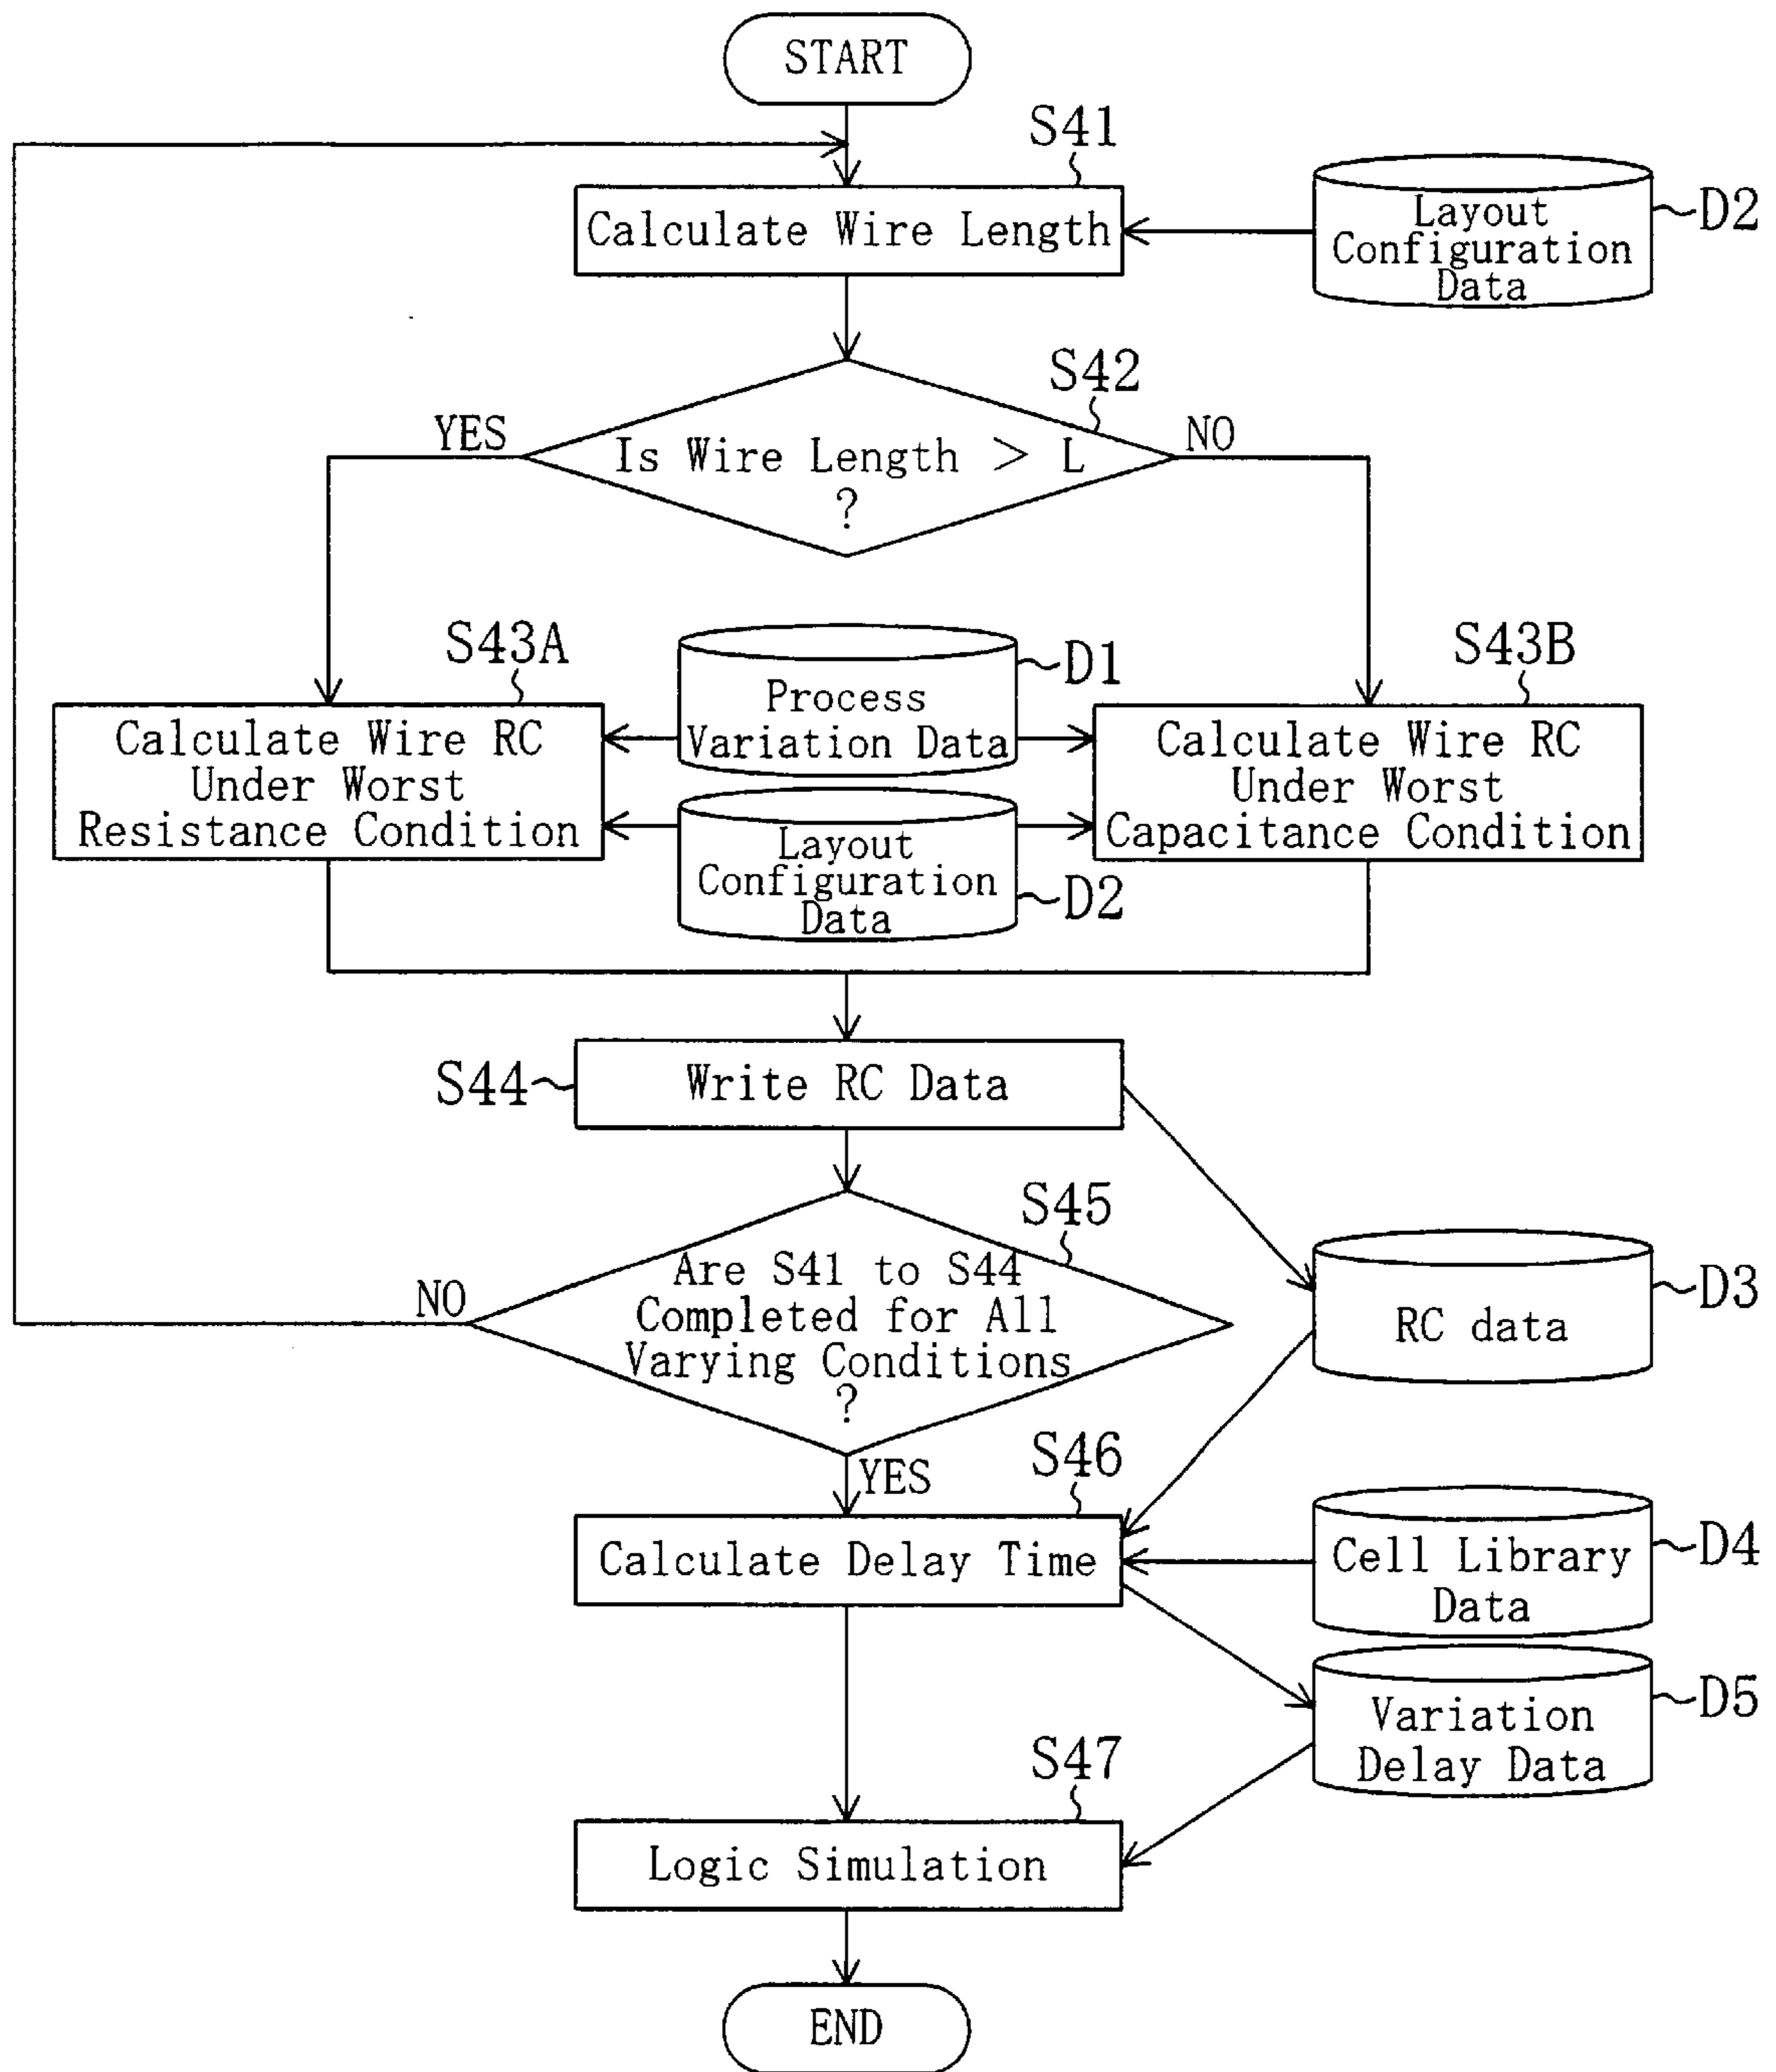 START
S41
Calculate Wire Length
Layout
Configuration
Data
D2
S42
YES
NO
Is Wire Length > L
?
S43A
D1
S43B
Process
Variation Data
Calculate Wire RC
Under Worst
Resistance Condition
Calculate Wire RC
Under Worst
Capacitance Condition
Layout
Configuration
Data
D2
S44
Write RC Data
S45
Are S41 to S44
Completed for All
Varying Conditions
?
NO
D3
RC data
YES
S46
Calculate Delay Time
Cell Library
Data
D4
Variation
Delay Data
D5
S47
Logic Simulation
END